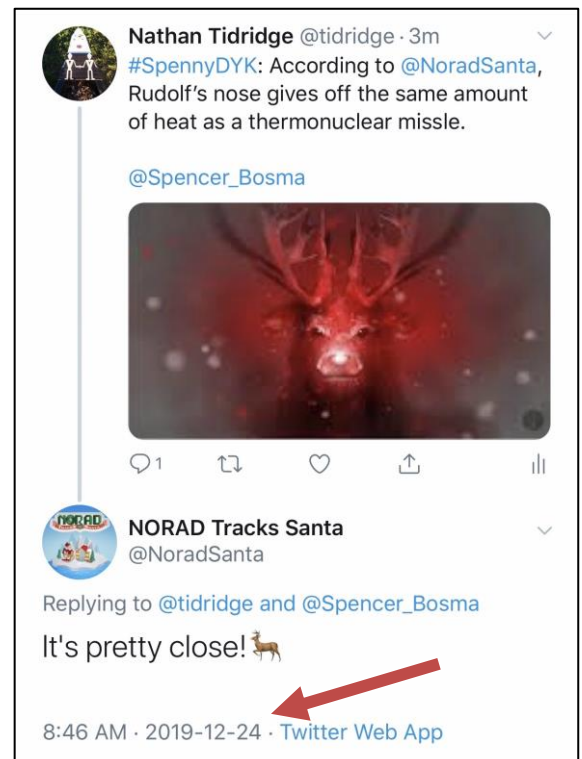 Nathan Tidridge @tidridge · 3m
#SpennyDYK: According to @NoradSanta,
Rudolf's nose gives off the same amount
of heat as a thermonuclear missle.
@Spencer_Bosma
1
NORAD
NORAD Tracks Santa
@NoradSanta
Replying to @tidridge and @Spencer_Bosma
It's pretty close!🦌
8:46 AM · 2019-12-24 · Twitter Web App